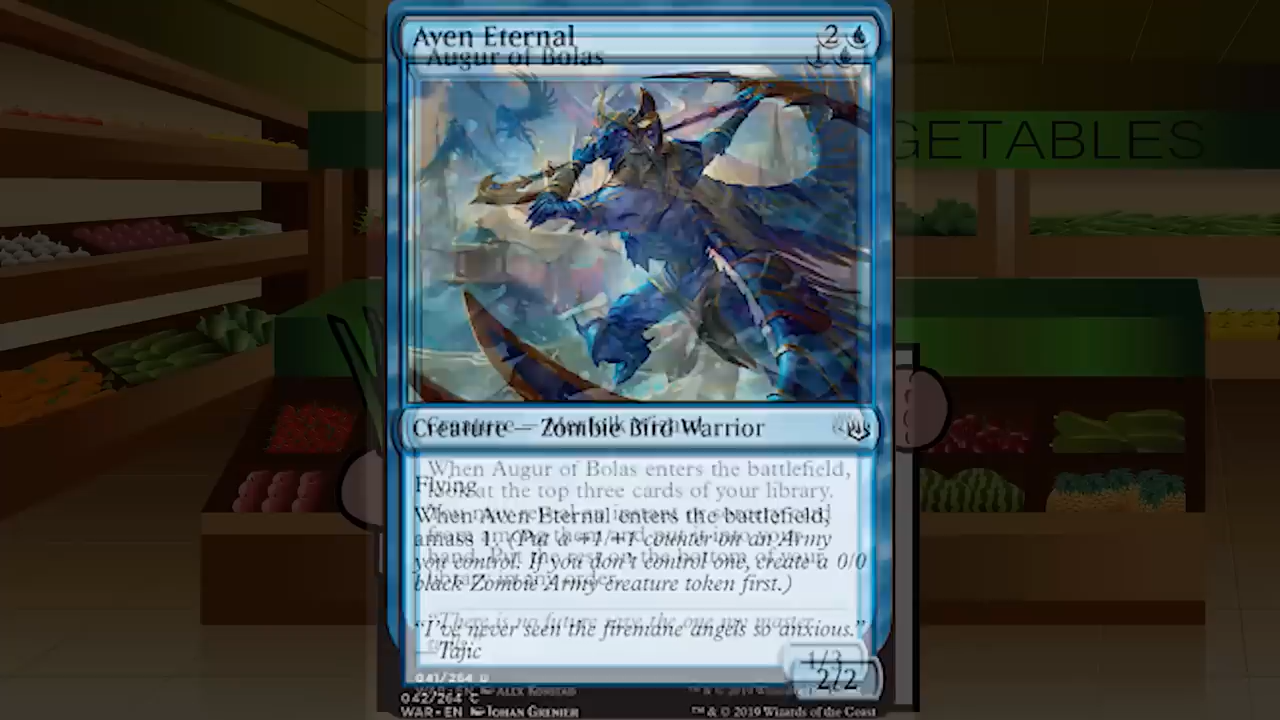 Aven Eternal 2
Augur of Bolas 1
GETABLES
Creature — Zombie Bird Warrior
When Augur of Bolas enters the battlefield,
Flying
look at the top three cards of your library.
When Aven Eternal enters the battlefield,
amass 1. (Put a +1/+1 counter on an Army
you control. If you don't control one, create a 0/0
black Zombie Army creature token first.)
"I've never seen the firemane angels so anxious."
—Tajic
1/3
2/2
041/264 U
042/264 C
WAR • EN JOHAN GRENIER
™ & © 2019 Wizards of the Coast